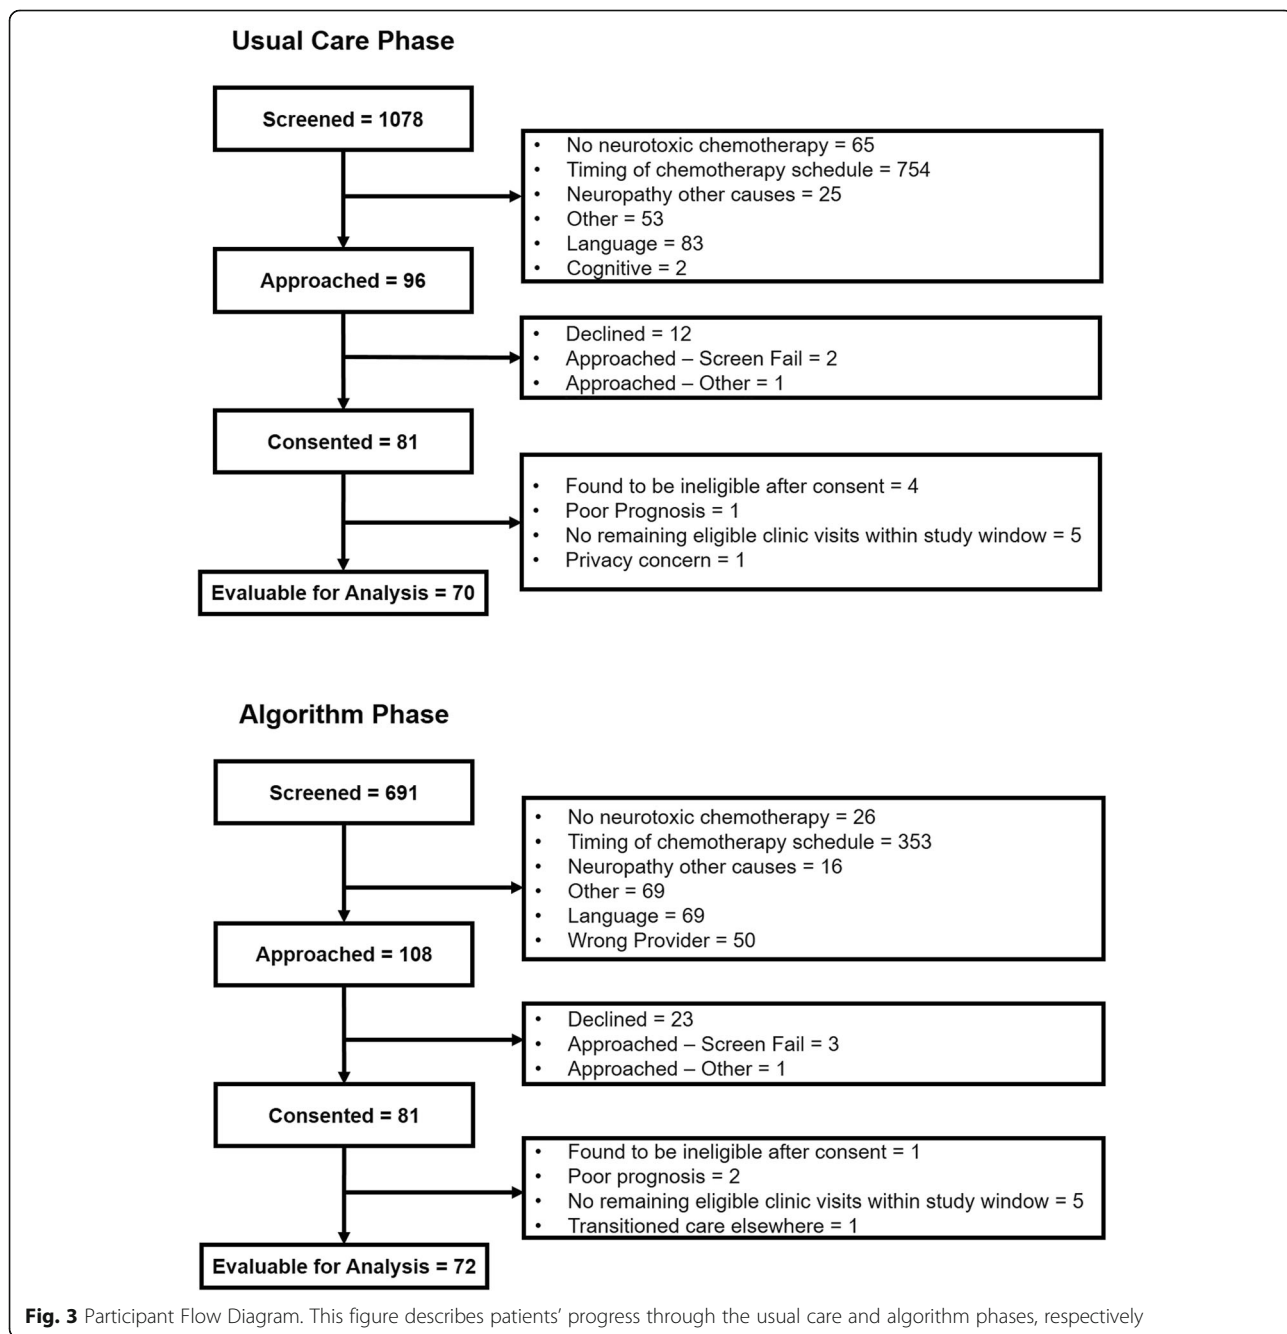 Usual Care Phase
Screened = 1078
• No neurotoxic chemotherapy = 65
• Timing of chemotherapy schedule = 754
• Neuropathy other causes = 25
• Other = 53
• Language = 83
• Cognitive = 2
Approached = 96
• Declined = 12
• Approached – Screen Fail = 2
• Approached – Other = 1
Consented = 81
• Found to be ineligible after consent = 4
• Poor Prognosis = 1
• No remaining eligible clinic visits within study window = 5
• Privacy concern = 1
Evaluable for Analysis = 70
Algorithm Phase
Screened = 691
• No neurotoxic chemotherapy = 26
• Timing of chemotherapy schedule = 353
• Neuropathy other causes = 16
• Other = 69
• Language = 69
• Wrong Provider = 50
Approached = 108
• Declined = 23
• Approached – Screen Fail = 3
• Approached – Other = 1
Consented = 81
• Found to be ineligible after consent = 1
• Poor prognosis = 2
• No remaining eligible clinic visits within study window = 5
• Transitioned care elsewhere = 1
Evaluable for Analysis = 72
Fig. 3 Participant Flow Diagram. This figure describes patients’ progress through the usual care and algorithm phases, respectively